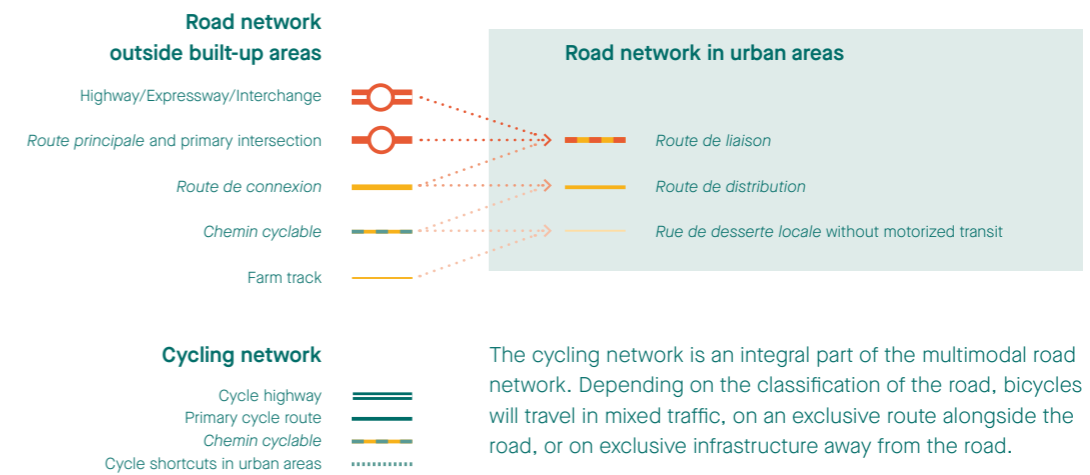 Road network
outside built-up areas
Highway/Expressway/Interchange
Route principale and primary intersection
Route de connexion
Chemin cyclable
Farm track
Road network in urban areas
Route de liaison
Route de distribution
Rue de desserte locale without motorized transit
Cycling network
Cycle highway
Primary cycle route
Chemin cyclable
Cycle shortcuts in urban areas
The cycling network is an integral part of the multimodal road
network. Depending on the classification of the road, bicycles
will travel in mixed traffic, on an exclusive route alongside the
road, or on exclusive infrastructure away from the road.